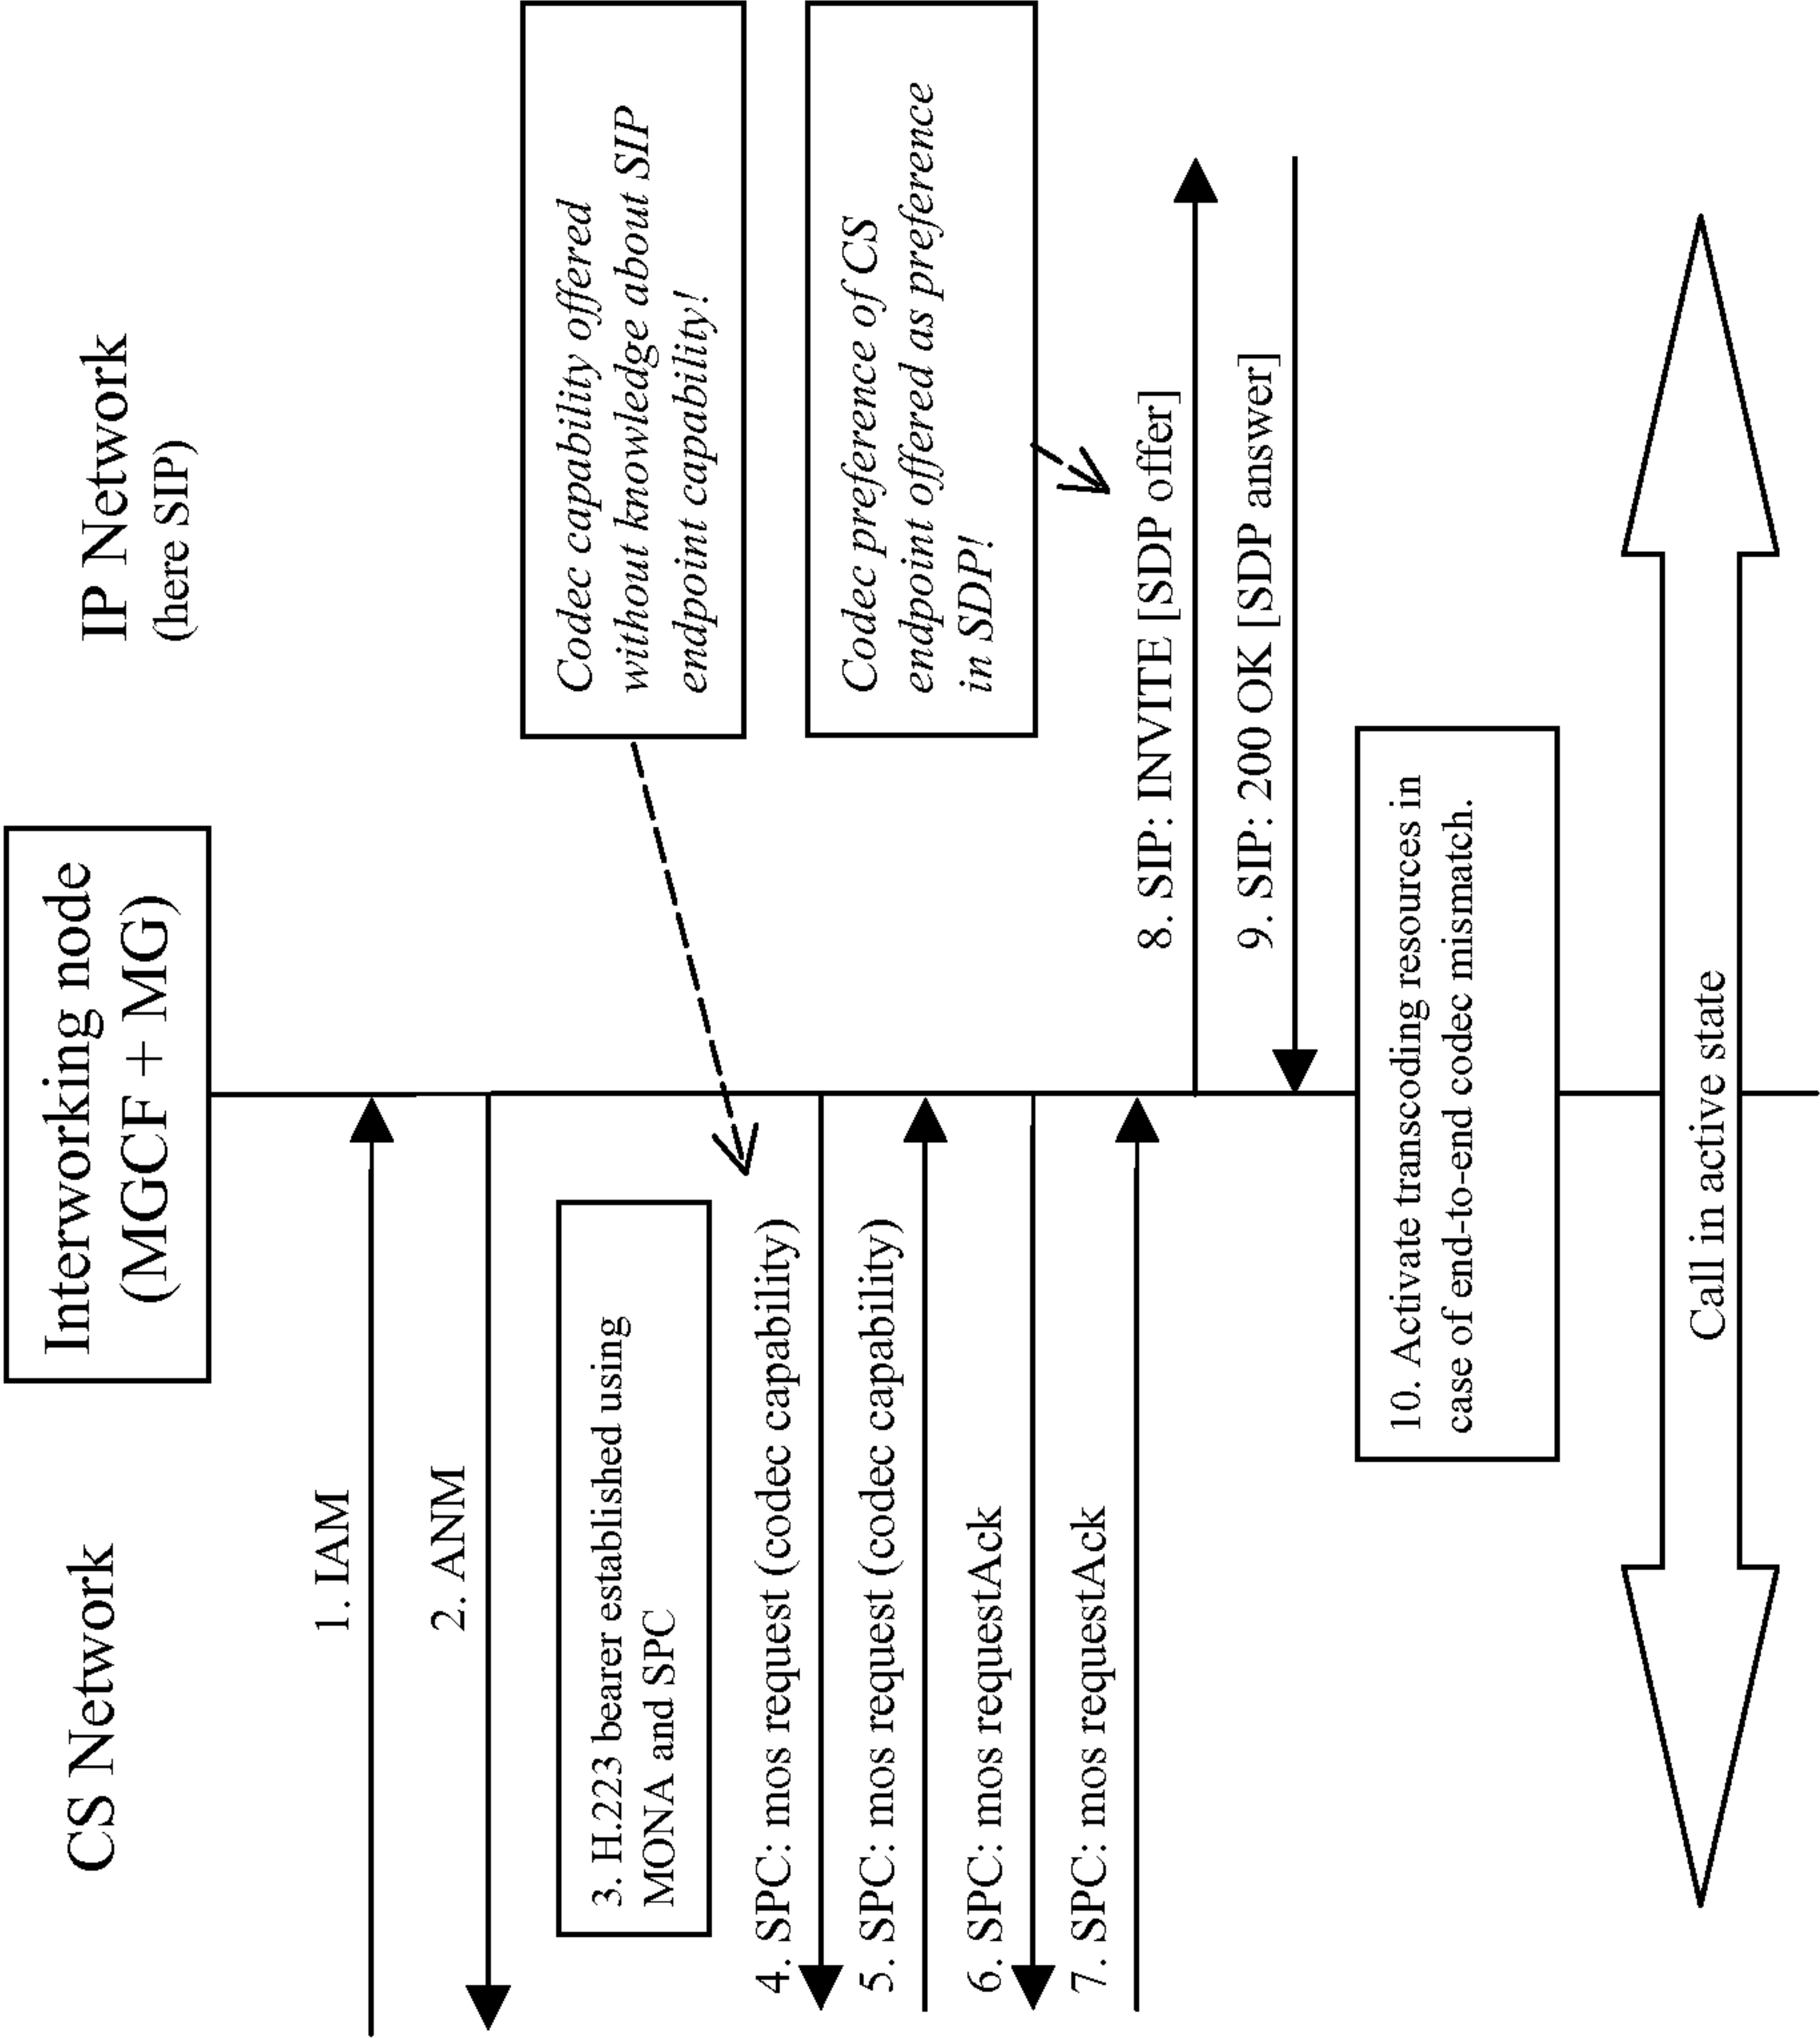 CS Network
Interworking node
(MGCF + MG)
IP Network
(here SIP)
1. IAM
2. ANM
3. H.223 bearer established using
MONA and SPC
Codec capability offered
without knowledge about SIP
endpoint capability!
4. SPC: mos request (codec capability)
5. SPC: mos request (codec capability)
Codec preference of CS
endpoint offered as preference
in SDP!
6. SPC: mos requestAck
7. SPC: mos requestAck
8. SIP: INVITE [SDP offer]
9. SIP: 200 OK [SDP answer]
10. Activate transcoding resources in
case of end-to-end codec mismatch.
Call in active state